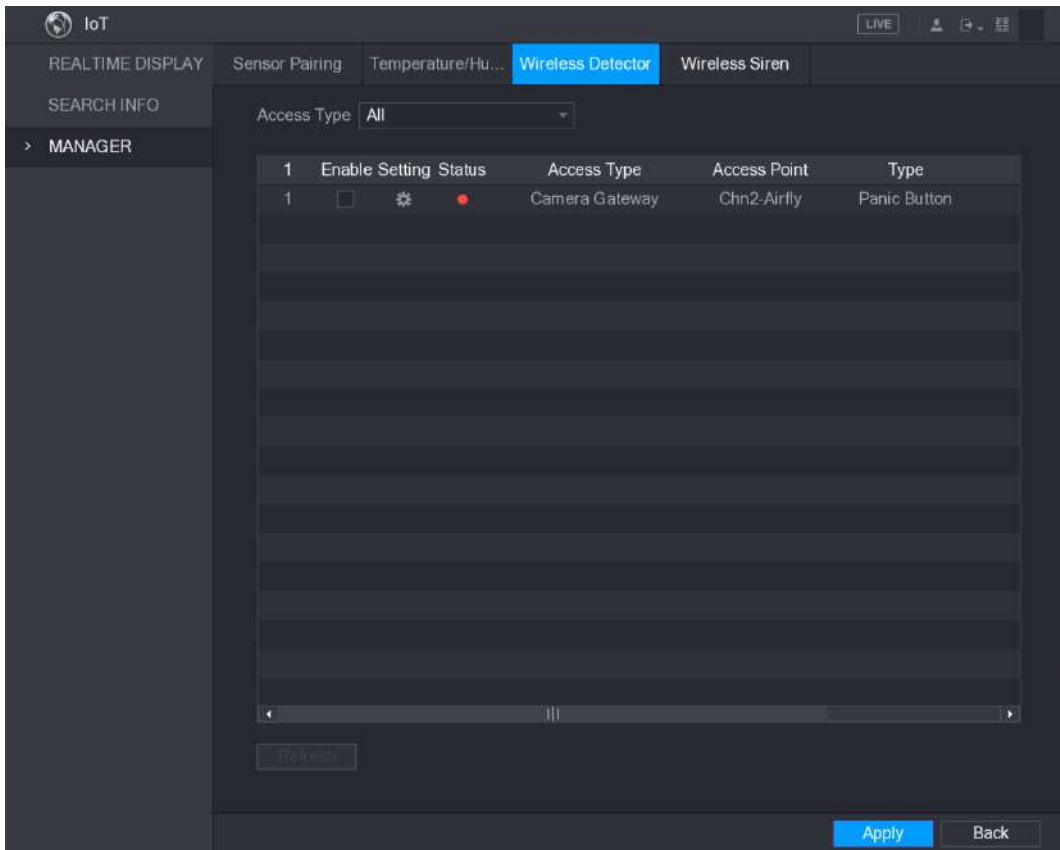 IoT
LIVE
REALTIME DISPLAY
SEARCH INFO
> MANAGER
Sensor Pairing Temperature/Hu... Wireless Detector Wireless Siren
Access Type All
1 Enable Setting Status Access Type Access Point Type
1 Camera Gateway Chn2-Airfly Panic Button
Refresh
Apply Back